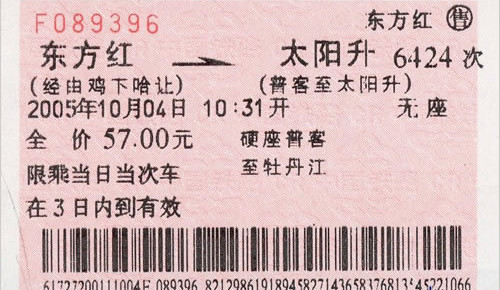 F089396 东方红 售
东方红 → 太阳升 6424 次
(经由鸡下哈让) (普客至太阳升)
2005年10月04日 10:31开 无座
全 价 57.00元 硬座普客
限乘当日当次车 至牡丹江
在3日内到有效
61727200111004F 089396 82129861918945827143658376813545221066